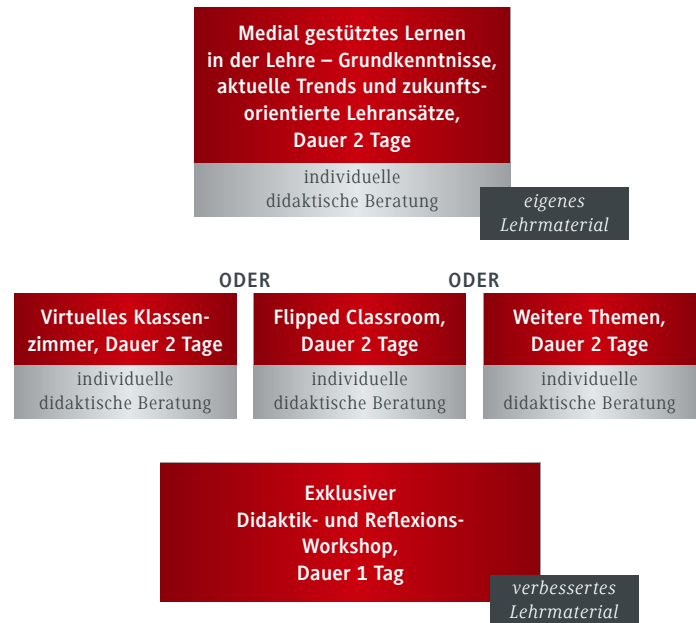 Medial gestütztes Lernen
in der Lehre – Grundkenntnisse,
aktuelle Trends und zukunfts-
orientierte Lehransätze,
Dauer 2 Tage
individuelle
didaktische Beratung
eigenes
Lehrmaterial
ODER
ODER
Virtuelles Klassen-
zimmer, Dauer 2 Tage
individuelle
didaktische Beratung
Flipped Classroom,
Dauer 2 Tage
individuelle
didaktische Beratung
Weitere Themen,
Dauer 2 Tage
individuelle
didaktische Beratung
Exklusiver
Didaktik- und Reflexions-
Workshop,
Dauer 1 Tag
verbessertes
Lehrmaterial